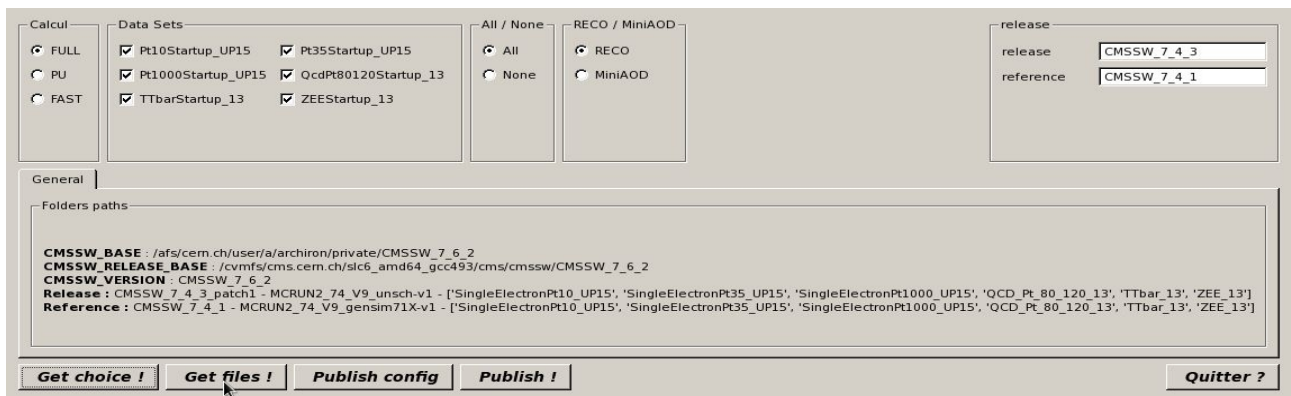 Calcul
FULL
PU
FAST
Data Sets
Pt10Startup_UP15 Pt35Startup_UP15
Pt1000Startup_UP15 QcdPt80120Startup_13
TTbarStartup_13 ZEEStartup_13
All / None
All
None
RECO / MiniAOD
RECO
MiniAOD
release
release CMSSW_7_4_3
reference CMSSW_7_4_1
General
Folders paths
CMSSW_BASE : /afs/cern.ch/user/a/archiron/private/CMSSW_7_6_2
CMSSW_RELEASE_BASE : /cvmfs/cms.cern.ch/slc6_amd64_gcc493/cms/cmssw/CMSSW_7_6_2
CMSSW_VERSION : CMSSW_7_6_2
Release : CMSSW_7_4_3_patch1 - MCRUN2_74_V9_unsch-v1 - ['SingleElectronPt10_UP15', 'SingleElectronPt35_UP15', 'SingleElectronPt1000_UP15', 'QCD_Pt_80_120_13', 'TTbar_13', 'ZEE_13']
Reference : CMSSW_7_4_1 - MCRUN2_74_V9_gensim71X-v1 - ['SingleElectronPt10_UP15', 'SingleElectronPt35_UP15', 'SingleElectronPt1000_UP15', 'QCD_Pt_80_120_13', 'TTbar_13', 'ZEE_13']
Get choice ! Get files ! Publish config Publish ! Quitter ?